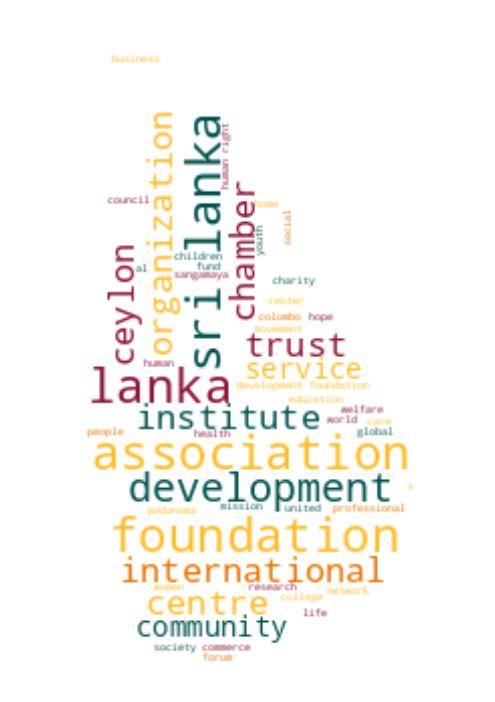 business
organization
sri lanka
human right
chamber
council
home
social
youth
ceylon
children
al
fund
sangamaya
charity
center
colombo
hope
movement
trust
human
service
lanka
development foundation
education
institute
welfare
world
care
people
health
global
association
development
s
mission
padanama
united
professional
foundation
international
women
research
network
centre
college
life
community
society
commerce
forum